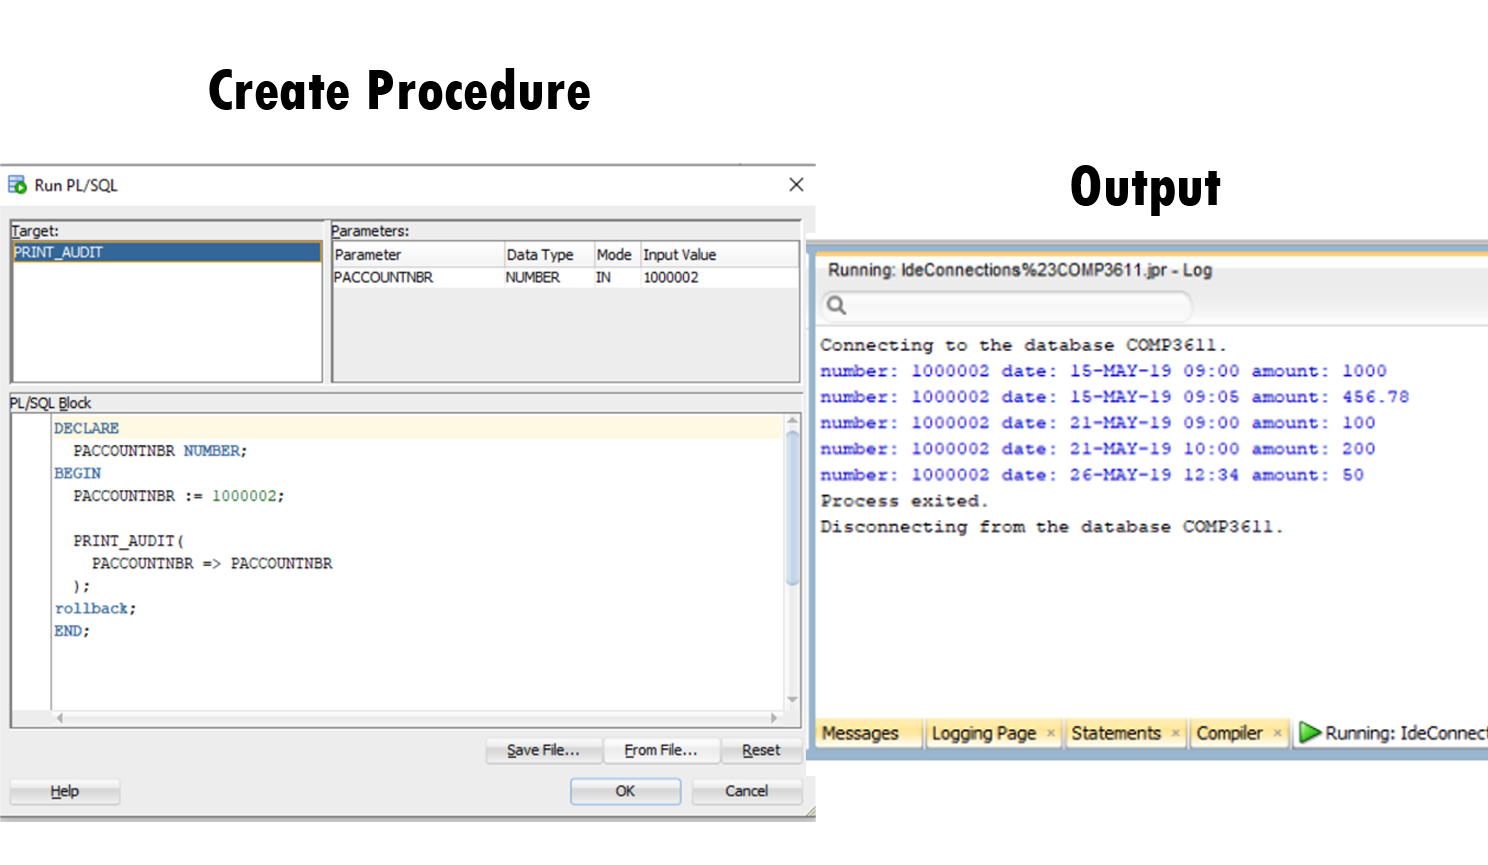 Create Procedure
Run PL/SQL
Target:
PRINT_AUDIT
Parameters:
Parameter Data Type Mode Input Value
PACCOUNTNBR NUMBER IN 1000002
PL/SQL Block
DECLARE
PACCOUNTNBR NUMBER;
BEGIN
PACCOUNTNBR := 1000002;
PRINT_AUDIT(
PACCOUNTNBR => PACCOUNTNBR
);
rollback;
END;
Save File... From File... Reset
Help OK Cancel
Output
Running: IdeConnections%23COMP3611.jpr - Log
Connecting to the database COMP3611.
number: 1000002 date: 15-MAY-19 09:00 amount: 1000
number: 1000002 date: 15-MAY-19 09:05 amount: 456.78
number: 1000002 date: 21-MAY-19 09:00 amount: 100
number: 1000002 date: 21-MAY-19 10:00 amount: 200
number: 1000002 date: 26-MAY-19 12:34 amount: 50
Process exited.
Disconnecting from the database COMP3611.
Messages Logging Page × Statements × Compiler × Running: IdeConnect